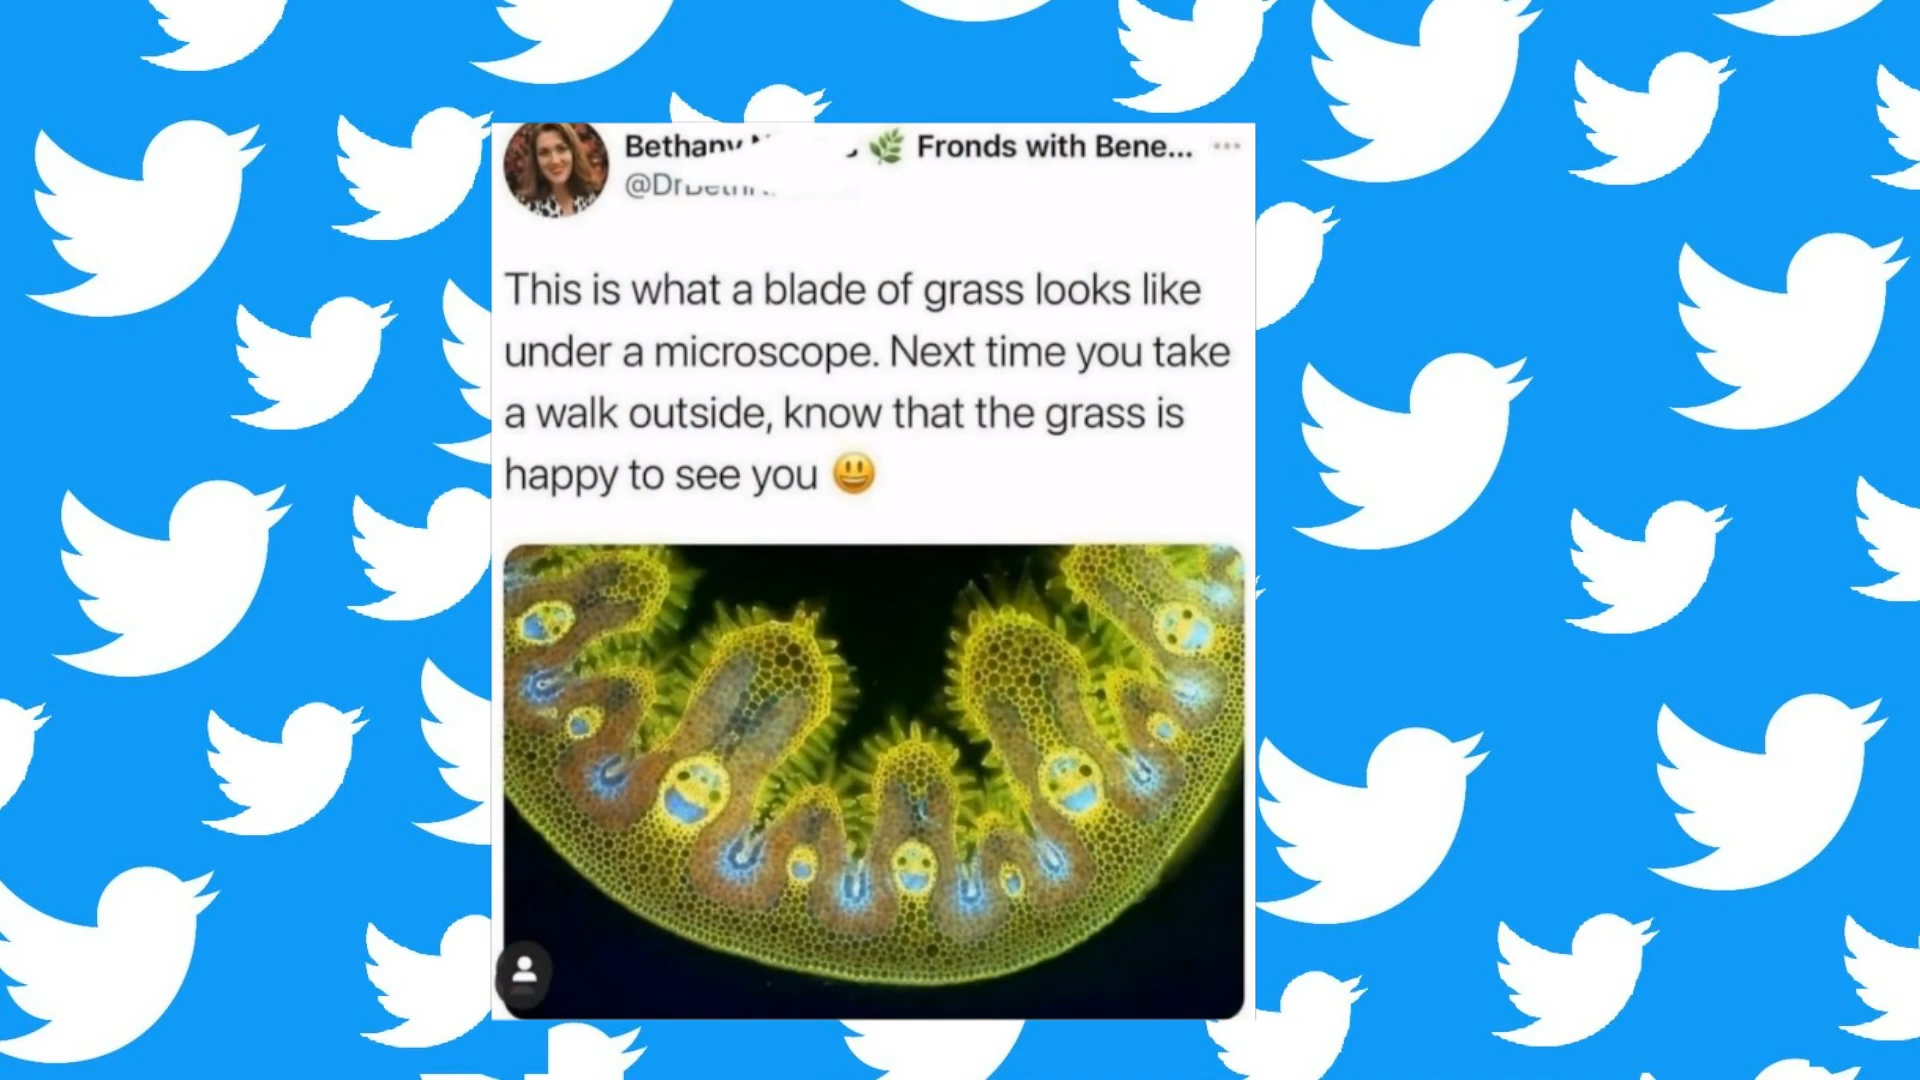 Bethany 🌿 Fronds with Bene...
This is what a blade of grass looks like
under a microscope. Next time you take
a walk outside, know that the grass is
happy to see you 😃